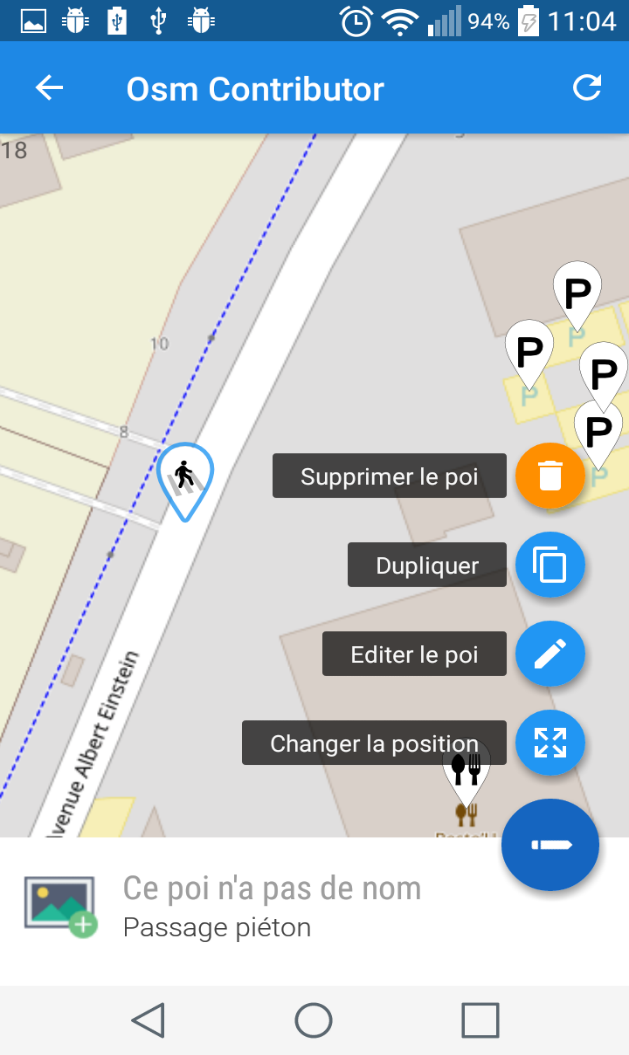 94% 11:04
Osm Contributor
18
P
10
P
P
P
P
P
8
P
P
Supprimer le poi
Dupliquer
Editer le poi
Avenue Albert Einstein
Changer la position
Ce poi n'a pas de nom
Passage piéton